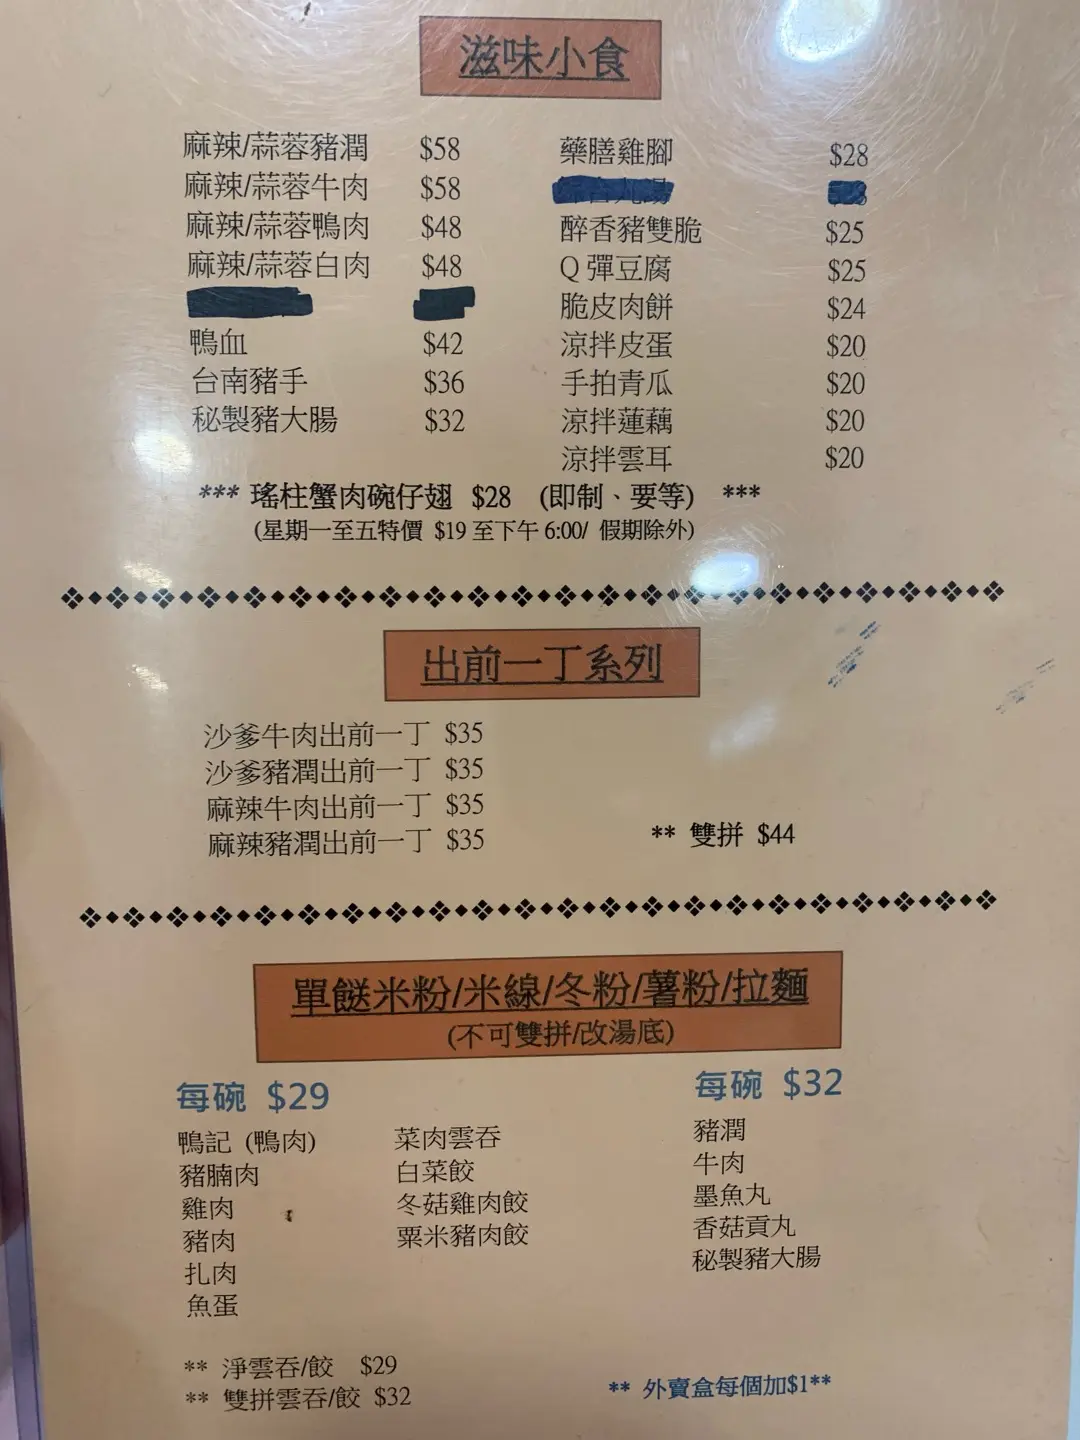 滋味小食
麻辣/蒜蓉豬潤 $58
麻辣/蒜蓉牛肉 $58
麻辣/蒜蓉鴨肉 $48
麻辣/蒜蓉白肉 $48
鴨血 $42
台南豬手 $36
秘製豬大腸 $32
藥膳雞腳 $28
醉香豬雙脆 $25
Q 彈豆腐 $25
脆皮肉餅 $24
涼拌皮蛋 $20
手拍青瓜 $20
涼拌蓮藕 $20
涼拌雲耳 $20
*** 瑤柱蟹肉碗仔翅 $28 (即制、要等) ***
(星期一至五特價 $19 至下午 6:00/ 假期除外)
出前一丁系列
沙爹牛肉出前一丁 $35
沙爹豬潤出前一丁 $35
麻辣牛肉出前一丁 $35
麻辣豬潤出前一丁 $35
** 雙拼 $44
單餸米粉/米線/冬粉/薯粉/拉麵
(不可雙拼/改湯底)
每碗 $29
鴨記 (鴨肉)
豬腩肉
雞肉
豬肉
扎肉
魚蛋
菜肉雲吞
白菜餃
冬菇雞肉餃
粟米豬肉餃
每碗 $32
豬潤
牛肉
墨魚丸
香菇貢丸
秘製豬大腸
** 淨雲吞/餃 $29
** 雙拼雲吞/餃 $32
** 外賣盒每個加$1**